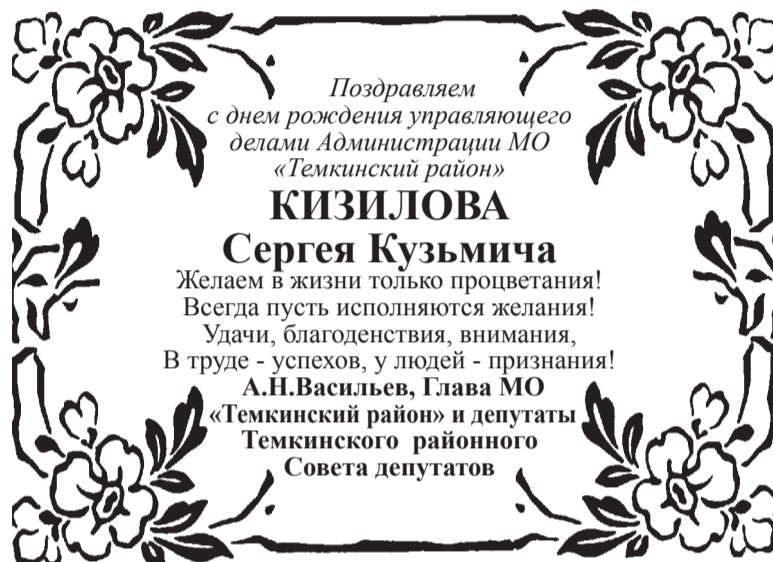 Поздравляем
с днем рождения управляющего
делами Администрации МО
«Темкинский район»
КИЗИЛОВА
Сергея Кузьмича
Желаем в жизни только процветания!
Всегда пусть исполняются желания!
Удачи, благоденствия, внимания,
В труде - успехов, у людей - признания!
А.Н.Васильев, Глава МО
«Темкинский район» и депутаты
Темкинского районного
Совета депутатов